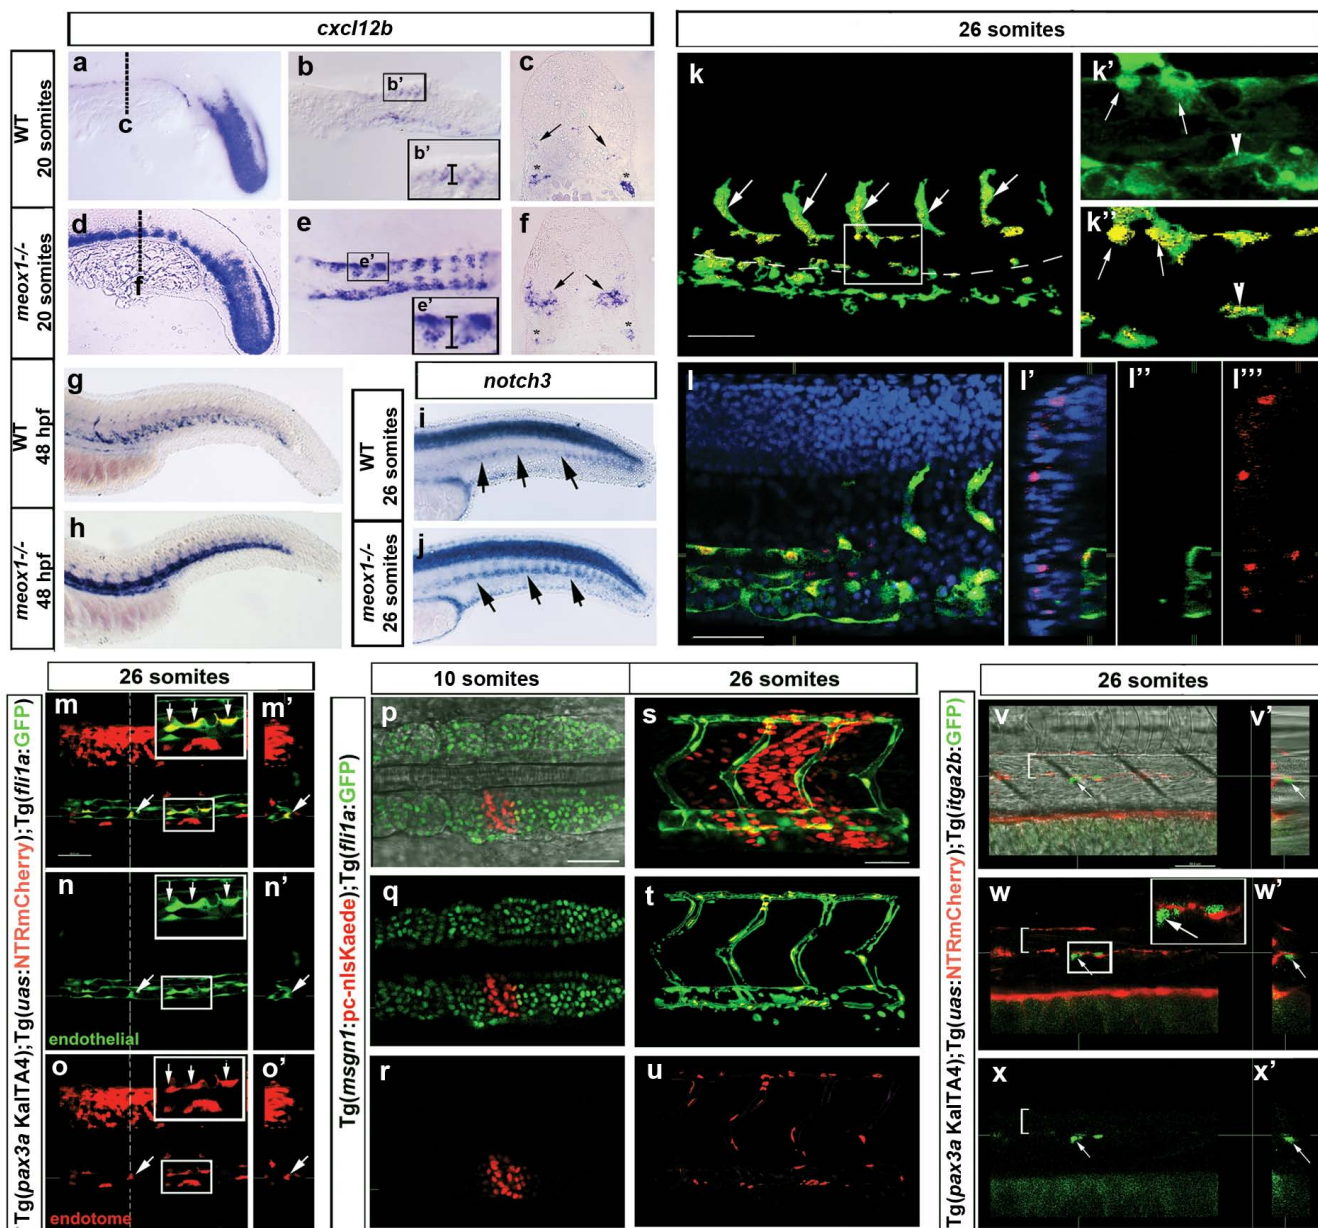 cxcl12b
WT
20 somites
a
c
b
b'
b'
c
meox1-/-
20 somites
d
f
e
e'
e'
f
WT
48 hpf
g
meox1-/-
48 hpf
h
notch3
WT
26 somites
i
meox1-/-
26 somites
j
26 somites
k
k'
k''
l
l'
l''
l'''
Tg(pax3a KalTA4);Tg(uas:NTRmCherry);Tg(fli1a:GFP)
26 somites
m
m'
n
n'
endothelial
o
o'
endotome
Tg(msgn1:pc-nlsKaede);Tg(fli1a:GFP)
10 somites
26 somites
p
s
q
t
r
u
Tg(pax3a KalTA4);Tg(uas:NTRmCherry);Tg(itga2b:GFP)
26 somites
v
v'
w
w'
x
x'